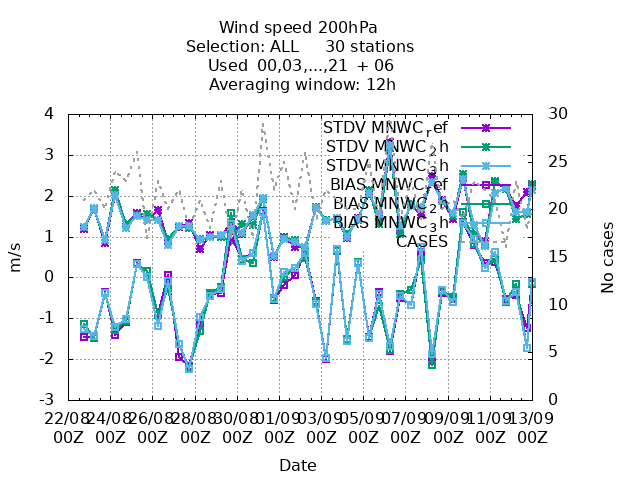 Wind speed 200hPa
Selection: ALL 30 stations
Used 00,03,...,21 + 06
Averaging window: 12h
4
3
2
1
0
-1
-2
-3
m/s
30
25
20
15
10
5
0
No cases
STDV MNWC_ref
STDV MNWC_2h
STDV MNWC_3h
BIAS MNWC_ref
BIAS MNWC_2h
BIAS MNWC_3h
CASES
22/08 24/08 26/08 28/08 30/08 01/09 03/09 05/09 07/09 09/09 11/09 13/09
00Z 00Z 00Z 00Z 00Z 00Z 00Z 00Z 00Z 00Z 00Z 00Z
Date